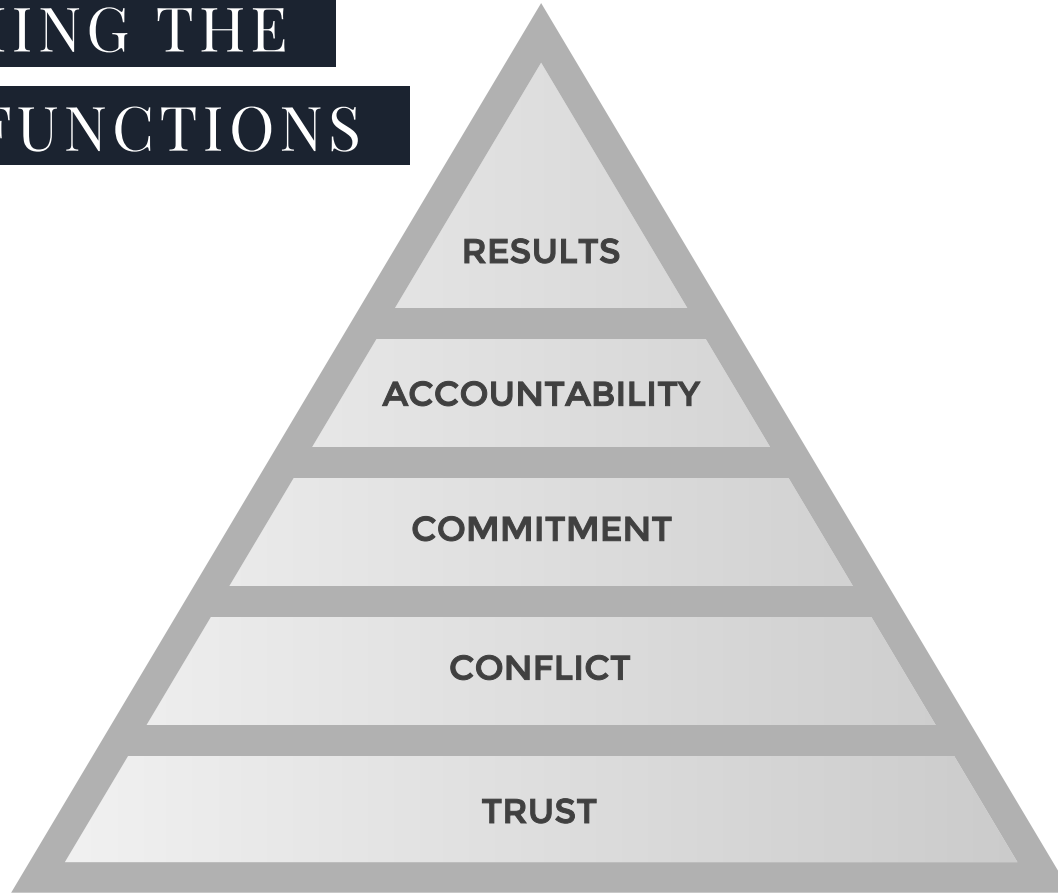 ING THE
FUNCTIONS
RESULTS
ACCOUNTABILITY
COMMITMENT
CONFLICT
TRUST